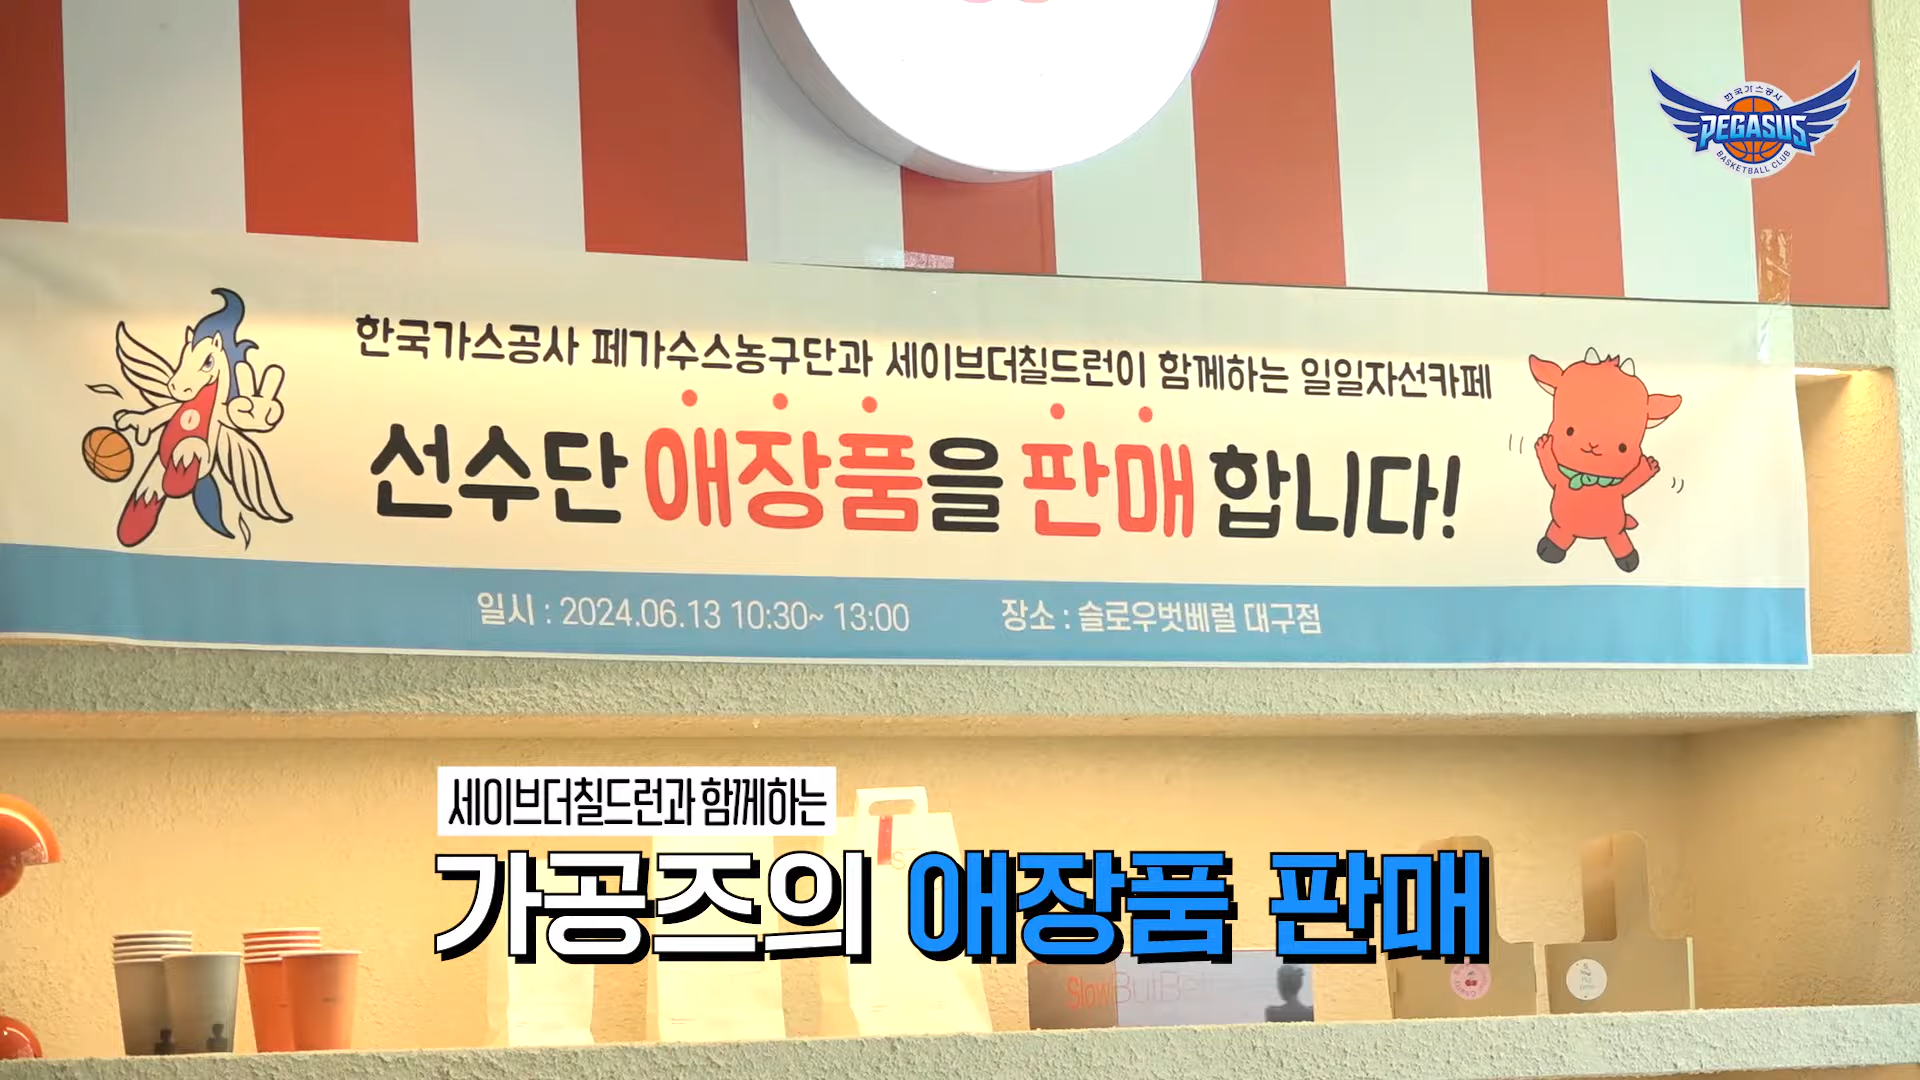 한국가스공사
PEGASUS
BASKETBALL CLUB
한국가스공사 페가수스농구단과 세이브더칠드런이 함께하는 일일자선카페
선수단 애장품을 판매 합니다!
일시 : 2024.06.13 10:30~ 13:00
장소 : 슬로우벗베럴 대구점
세이브더칠드런과 함께하는
가공즈의 애장품 판매
SlowButBett